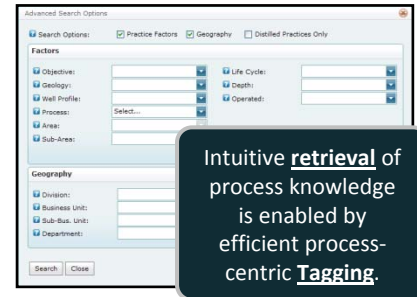 Advanced Search Options
Search Options: Practice Factors Geography Distilled Practices Only
Factors
Objective: Life Cycle:
Geology: Depth:
Well Profile: Operated:
Process: Select...
Area:
Sub-Area:
Geography
Division:
Business Unit:
Sub-Bus. Unit:
Department:
Search Close
Intuitive retrieval of
process knowledge
is enabled by
efficient process-
centric Tagging.